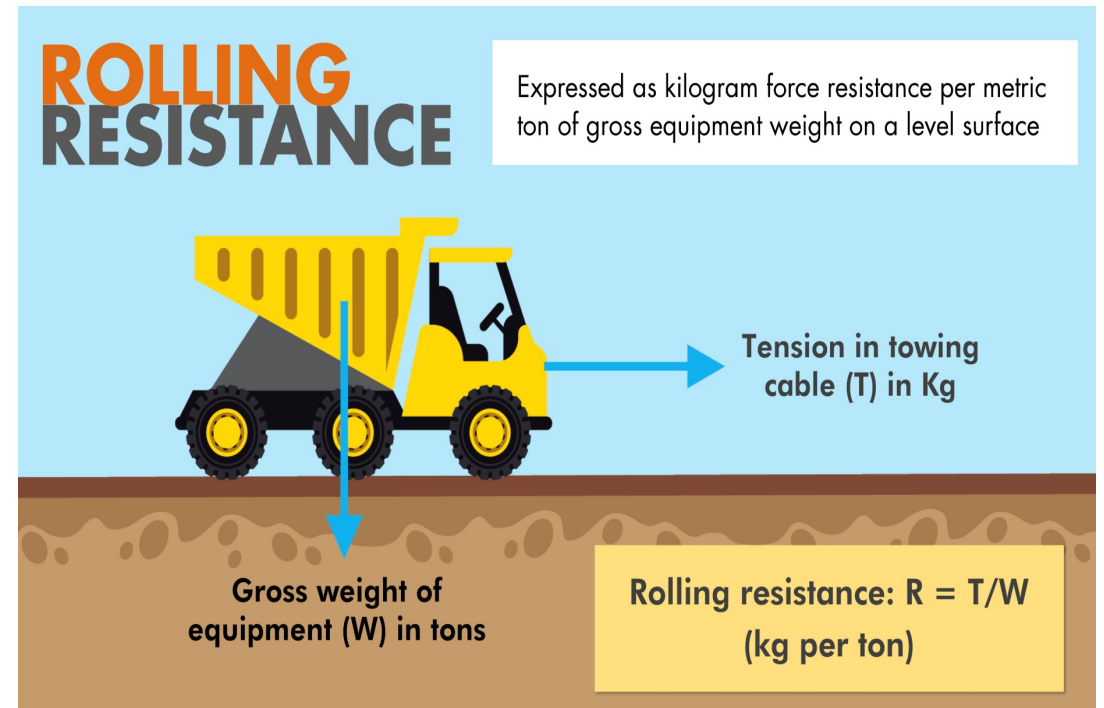 ROLLING
RESISTANCE
Expressed as kilogram force resistance per metric
ton of gross equipment weight on a level surface
Tension in towing
cable (T) in Kg
Gross weight of
equipment (W) in tons
Rolling resistance: R = T/W
(kg per ton)